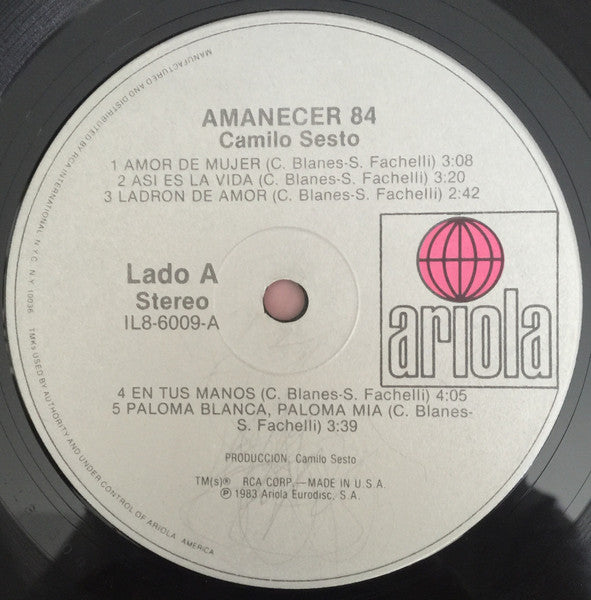 AMANECER 84
Camilo Sesto
1 AMOR DE MUJER (C. Blanes-S. Fachelli) 3:08
2 ASI ES LA VIDA (C. Blanes-S. Fachelli) 3:20
3 LADRON DE AMOR (C. Blanes-S. Fachelli) 2:42
Lado A
Stereo
IL8-6009-A
ariola
4 EN TUS MANOS (C. Blanes-S. Fachelli) 4:05
5 PALOMA BLANCA, PALOMA MIA (C. Blanes-
S. Fachelli) 3:39
PRODUCCION: Camilo Sesto
TM(s)® RCA CORP.—MADE IN U.S.A.
℗ 1983 Ariola Eurodisc, S.A.
MANUFACTURED AND DISTRIBUTED BY RCA INTERNATIONAL N.Y.C. N.Y. 10036 TMKs USED BY AUTHORITY AND UNDER CONTROL OF ARIOLA, AMERICA